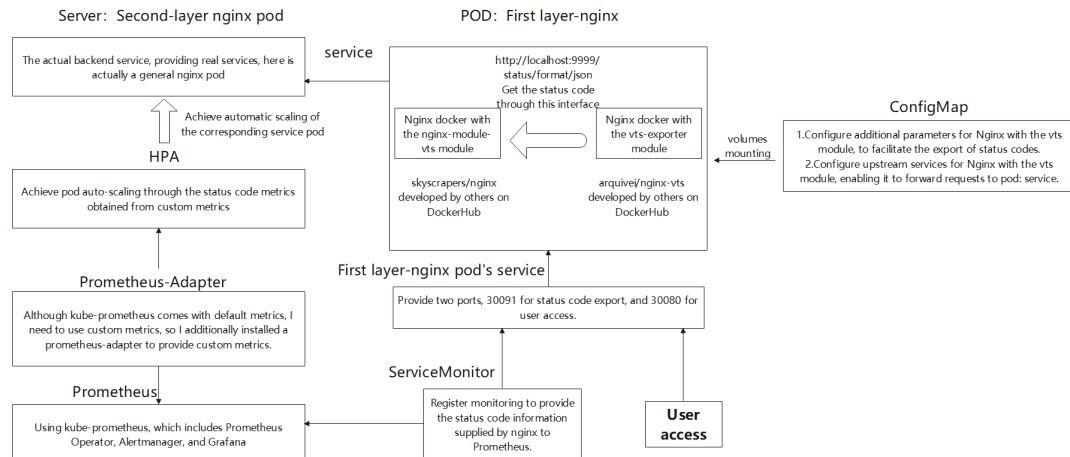 Server: Second-layer nginx pod
The actual backend service, providing real services, here is
actually a general nginx pod
Achieve automatic scaling of
the corresponding service pod
HPA
Achieve pod auto-scaling through the status code metrics
obtained from custom metrics
Prometheus-Adapter
Although kube-prometheus comes with default metrics, I
need to use custom metrics, so I additionally installed a
prometheus-adapter to provide custom metrics.
Prometheus
Using kube-prometheus, which includes Prometheus
Operator, Alertmanager, and Grafana
service
POD: First layer-nginx
http://localhost:9999/
status/format/json
Get the status code
through this interface
Nginx docker with
the nginx-module-
vts module
Nginx docker with
the vts-exporter
module
skyscrapers/nginx
developed by others on
DockerHub
arquivei/nginx-vts
developed by others on
DockerHub
First layer-nginx pod's service
Provide two ports, 30091 for status code export, and 30080 for
user access.
ServiceMonitor
Register monitoring to provide
the status code information
supplied by nginx to
Prometheus.
User
access
volumes
mounting
ConfigMap
1.Configure additional parameters for Nginx with the vts
module, to facilitate the export of status codes.
2.Configure upstream services for Nginx with the vts
module, enabling it to forward requests to pod: service.